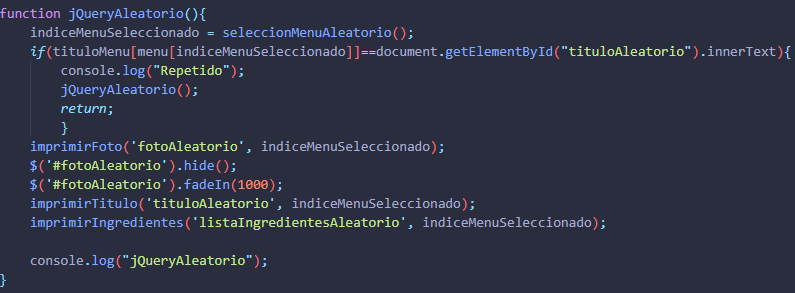 function jQueryAleatorio(){
    indiceMenuSeleccionado = seleccionMenuAleatorio();
    if(tituloMenu[menu[indiceMenuSeleccionado]]==document.getElementById("tituloAleatorio").innerText){
        console.log("Repetido");
        jQueryAleatorio();
        return;
        }
    imprimirFoto('fotoAleatorio', indiceMenuSeleccionado);
    $('#fotoAleatorio').hide();
    $('#fotoAleatorio').fadeIn(1000);
    imprimirTitulo('tituloAleatorio', indiceMenuSeleccionado);
    imprimirIngredientes('listaIngredientesAleatorio', indiceMenuSeleccionado);

    console.log("jQueryAleatorio");
}